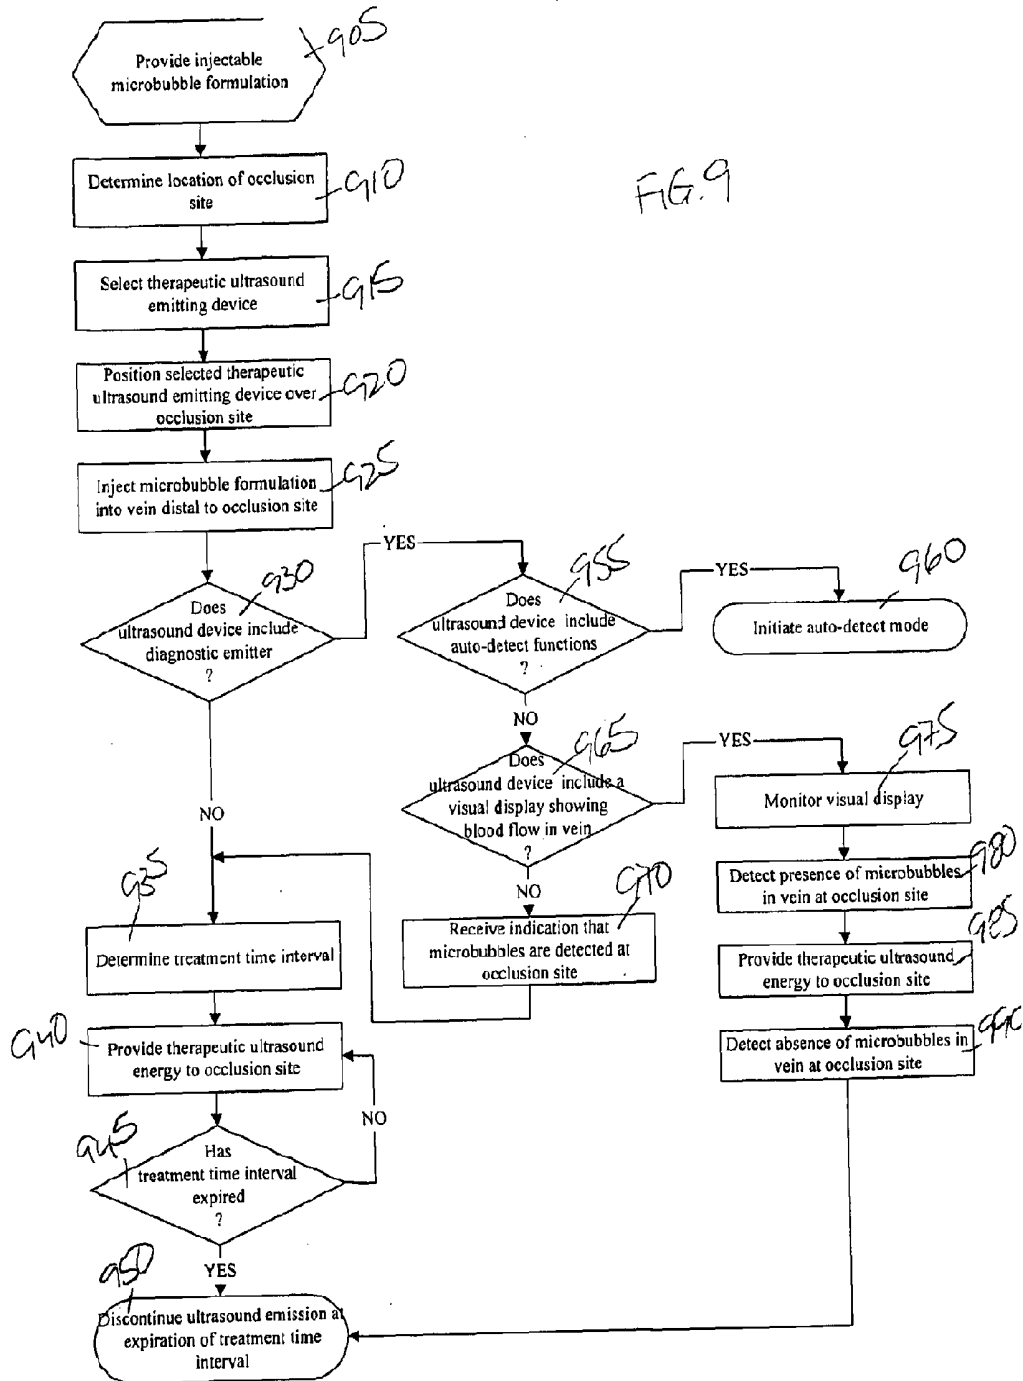 Provide injectable
microbubble formulation
905
Determine location of occlusion
site
910
FIG.9
Select therapeutic ultrasound
emitting device
915
Position selected therapeutic
ultrasound emitting device over
occlusion site
920
Inject microbubble formulation
into vein distal to occlusion site
925
YES
930
Does
ultrasound device include
diagnostic emitter
?
955
Does
ultrasound device include
auto-detect functions
?
YES
960
Initiate auto-detect mode
NO
965
Does
ultrasound device include a
visual display showing
blood flow in vein
?
YES
975
Monitor visual display
NO
NO
970
Receive indication that
microbubbles are detected at
occlusion site
980
Detect presence of microbubbles
in vein at occlusion site
935
Determine treatment time interval
985
Provide therapeutic ultrasound
energy to occlusion site
940
Provide therapeutic ultrasound
energy to occlusion site
990
Detect absence of microbubbles in
vein at occlusion site
NO
945
Has
treatment time interval
expired
?
YES
950
Discontinue ultrasound emission at
expiration of treatment time
interval